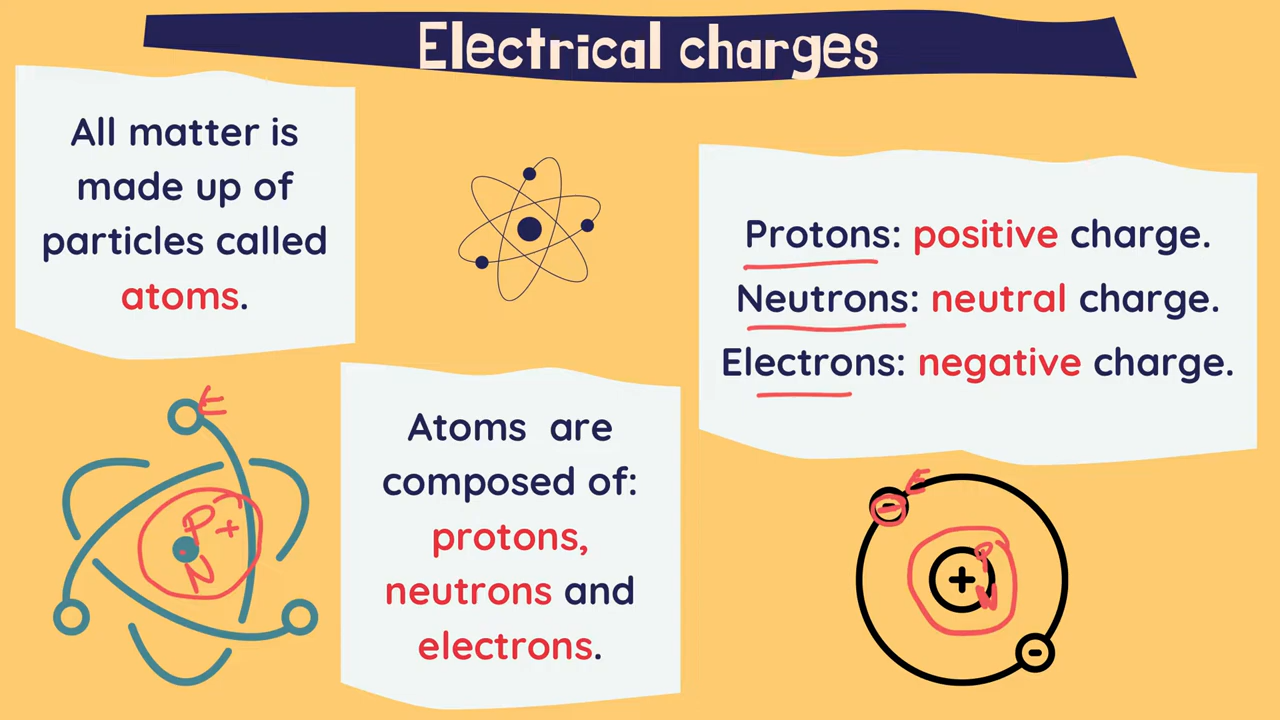 Electrical charges
All matter is
made up of
particles called
atoms.
Protons: positive charge.
Neutrons: neutral charge.
Electrons: negative charge.
Atoms are
composed of:
protons,
neutrons and
electrons.
E
P+
N
E
-
P
+
N
-